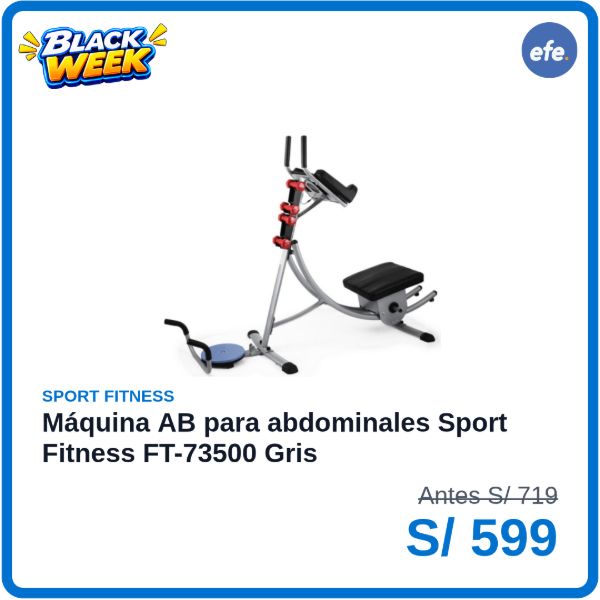 BLACK
WEEK
efe.
SPORT FITNESS
Máquina AB para abdominales Sport
Fitness FT-73500 Gris
Antes S/ 719
S/ 599